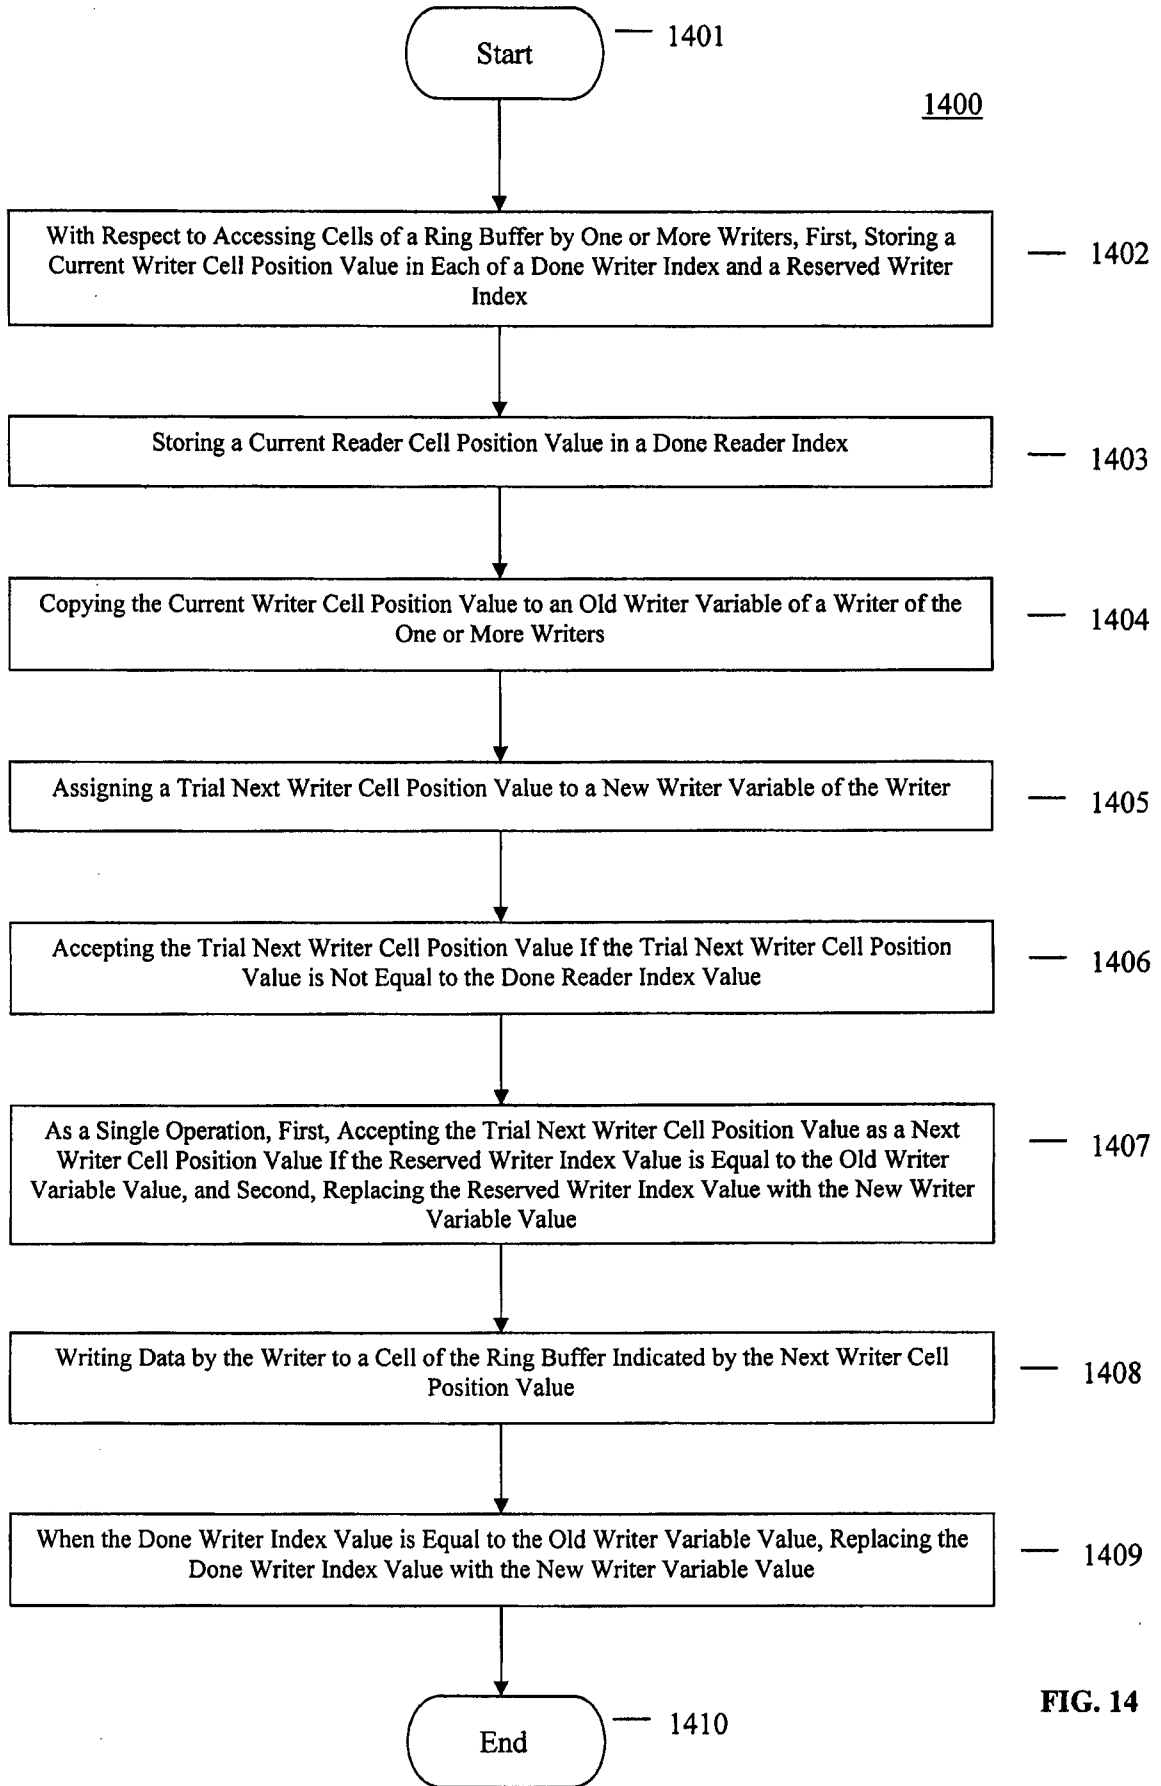 Start
1401
1400
With Respect to Accessing Cells of a Ring Buffer by One or More Writers, First, Storing a
Current Writer Cell Position Value in Each of a Done Writer Index and a Reserved Writer
Index
1402
Storing a Current Reader Cell Position Value in a Done Reader Index
1403
Copying the Current Writer Cell Position Value to an Old Writer Variable of a Writer of the
One or More Writers
1404
Assigning a Trial Next Writer Cell Position Value to a New Writer Variable of the Writer
1405
Accepting the Trial Next Writer Cell Position Value If the Trial Next Writer Cell Position
Value is Not Equal to the Done Reader Index Value
1406
As a Single Operation, First, Accepting the Trial Next Writer Cell Position Value as a Next
Writer Cell Position Value If the Reserved Writer Index Value is Equal to the Old Writer
Variable Value, and Second, Replacing the Reserved Writer Index Value with the New Writer
Variable Value
1407
Writing Data by the Writer to a Cell of the Ring Buffer Indicated by the Next Writer Cell
Position Value
1408
When the Done Writer Index Value is Equal to the Old Writer Variable Value, Replacing the
Done Writer Index Value with the New Writer Variable Value
1409
End
1410
FIG. 14